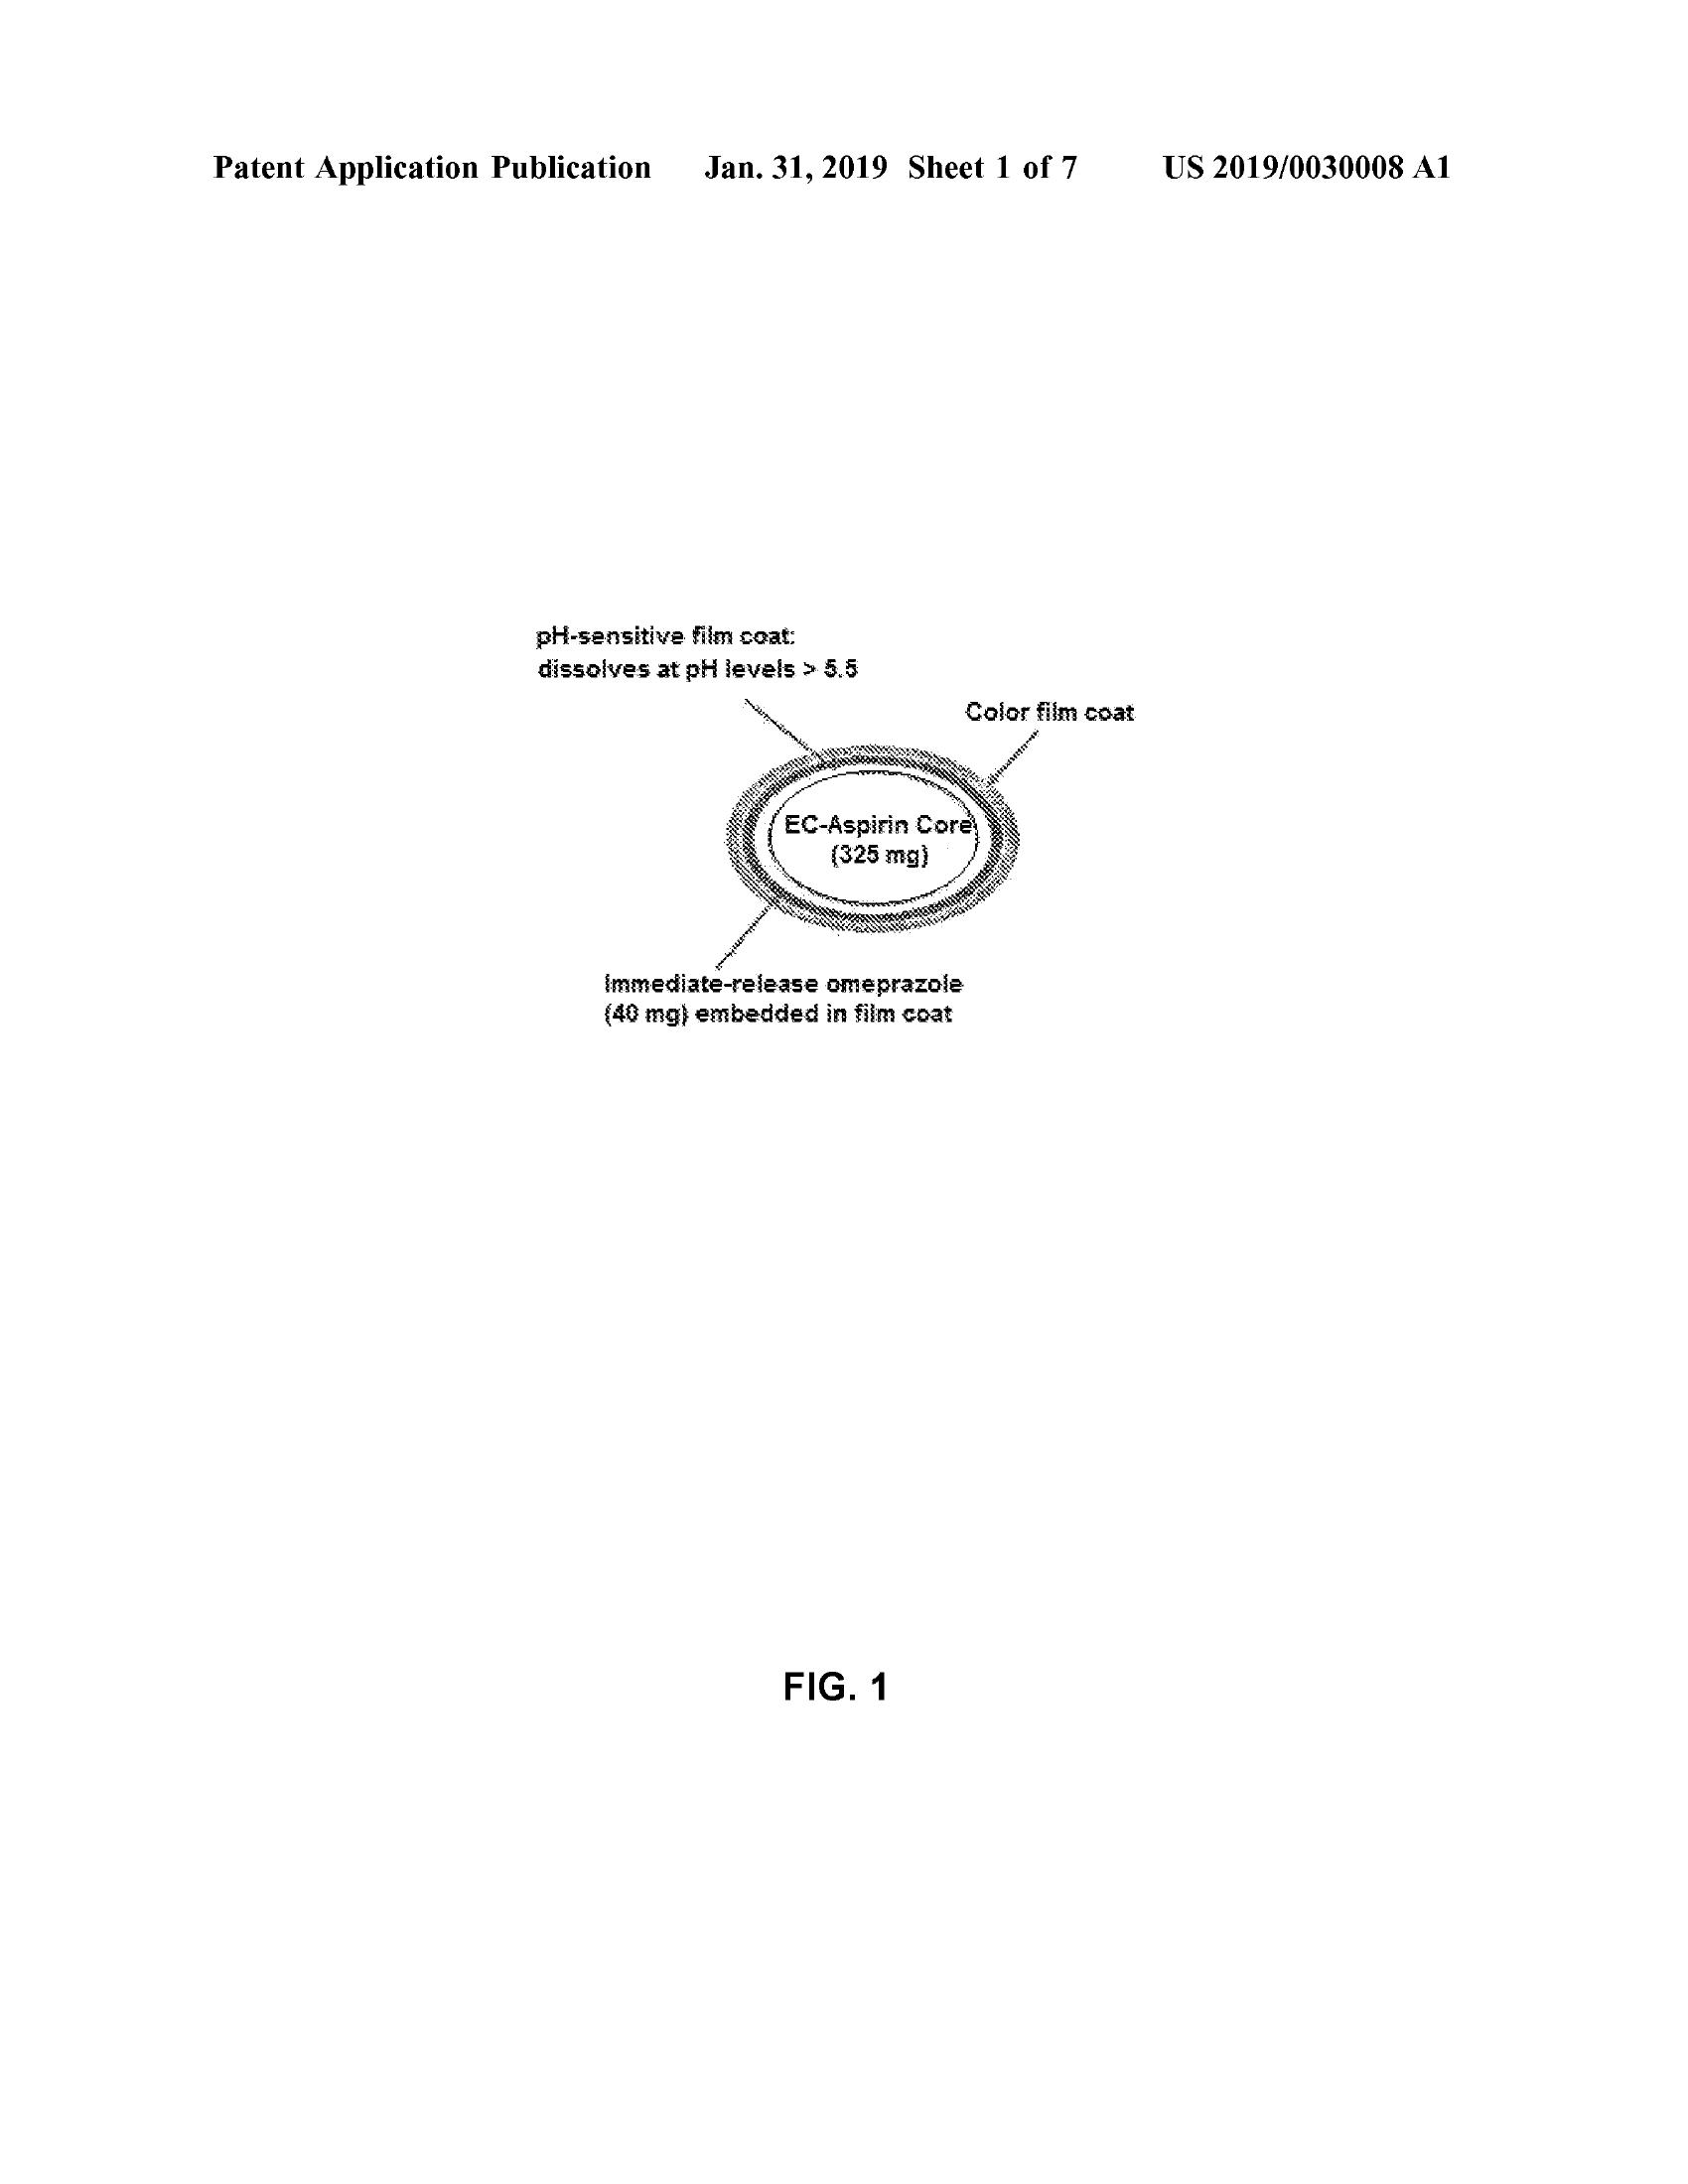 Patent Application Publication Jan. 31, 2019 Sheet 1 of 7 US 2019/0030008 A1
pH-sensitive film coat:
dissolves at pH levels > 5.5
Color film coat
EC-Aspirin Core
(325 mg)
Immediate-release omeprazole
(40 mg) embedded in film coat
FIG. 1